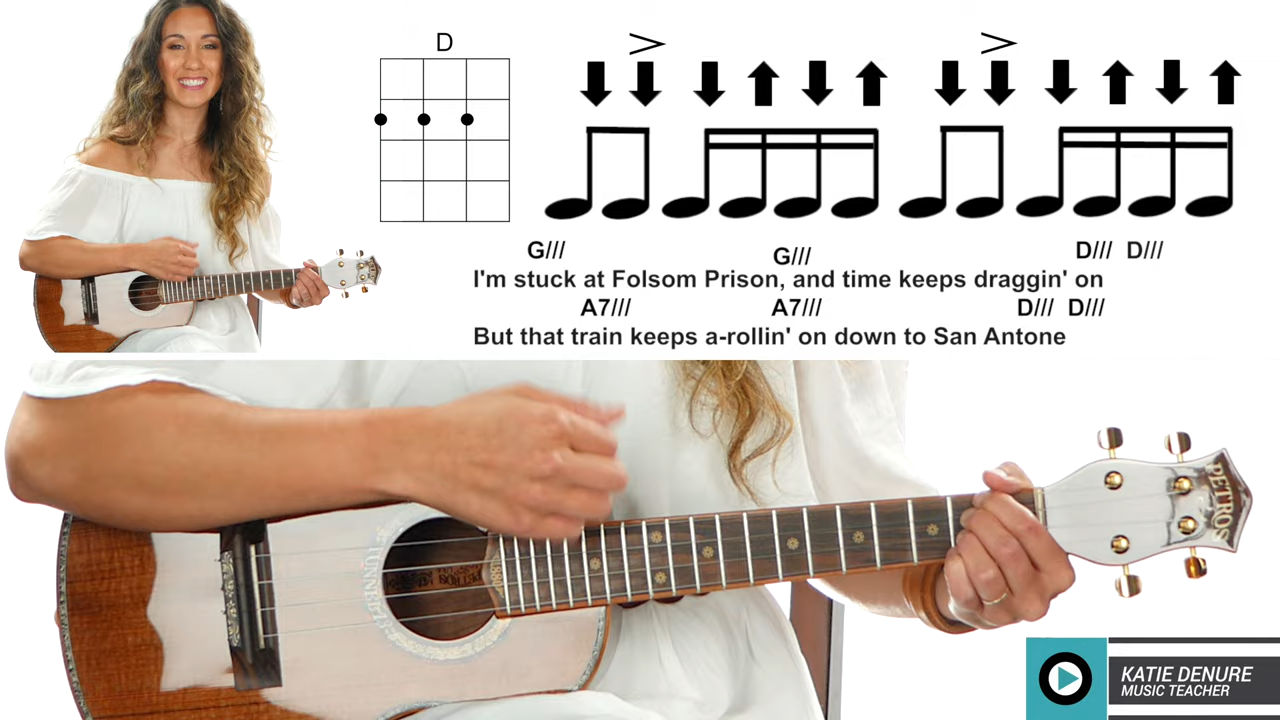 D
>
>
G/// G/// D/// D///
I'm stuck at Folsom Prison, and time keeps draggin' on
A7/// A7/// D/// D///
But that train keeps a-rollin' on down to San Antone
PETROS
PETROS
KATIE DENURE
MUSIC TEACHER